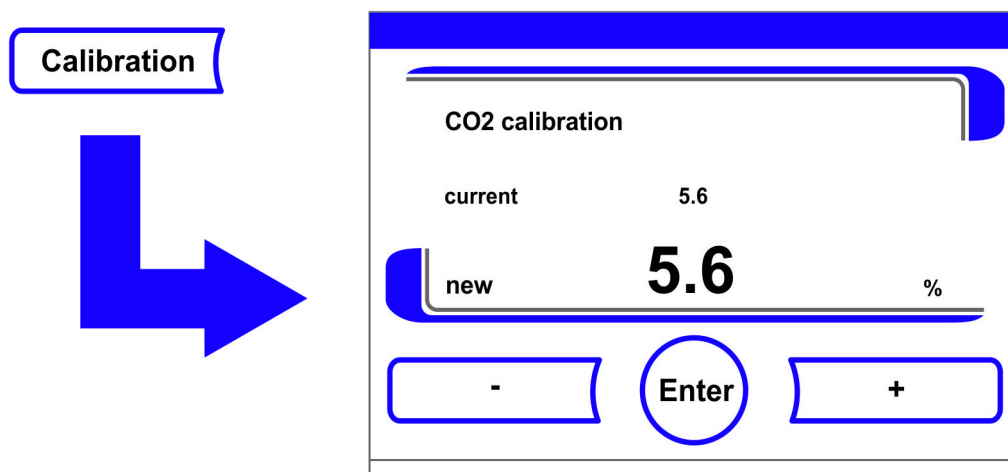 Calibration
CO2 calibration
current 5.6
new 5.6 %
- Enter +